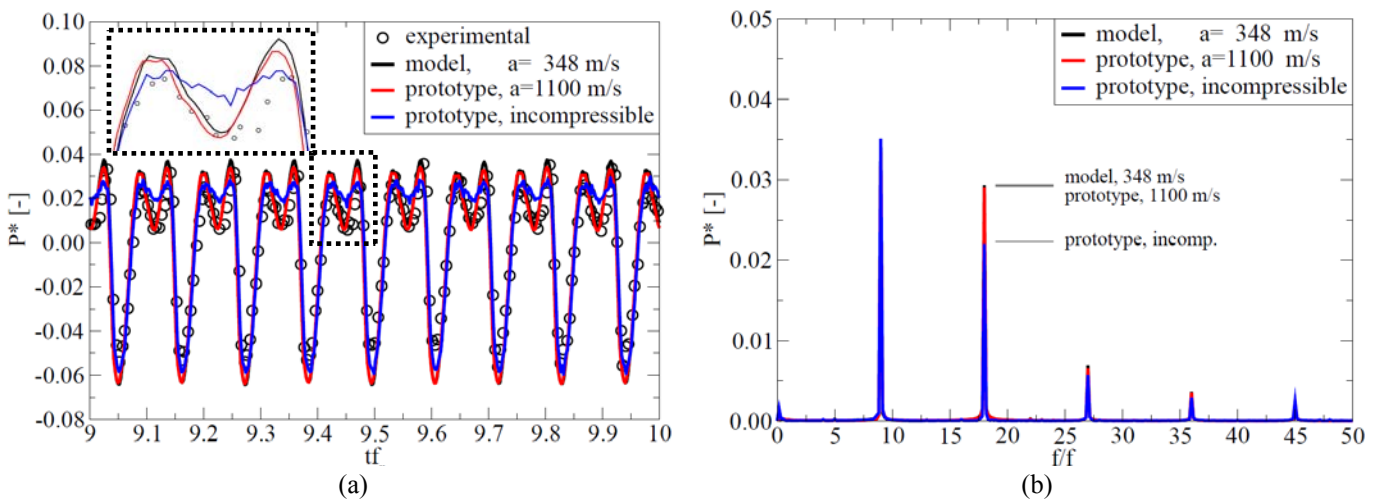 0.10
0.08
0.06
0.04
0.02
0.00
-0.02
-0.04
-0.06
-0.08
P* [-]
experimental
model, a= 348 m/s
prototype, a=1100 m/s
prototype, incompressible
9 9.1 9.2 9.3 9.4 9.5 9.6 9.7 9.8 9.9 10
tf_
(a)
0.05
0.04
0.03
0.02
0.01
0.00
P* [-]
model, a= 348 m/s
prototype, a=1100 m/s
prototype, incompressible
model, 348 m/s
prototype, 1100 m/s
prototype, incomp.
0 5 10 15 20 25 30 35 40 45 50
f/f
(b)